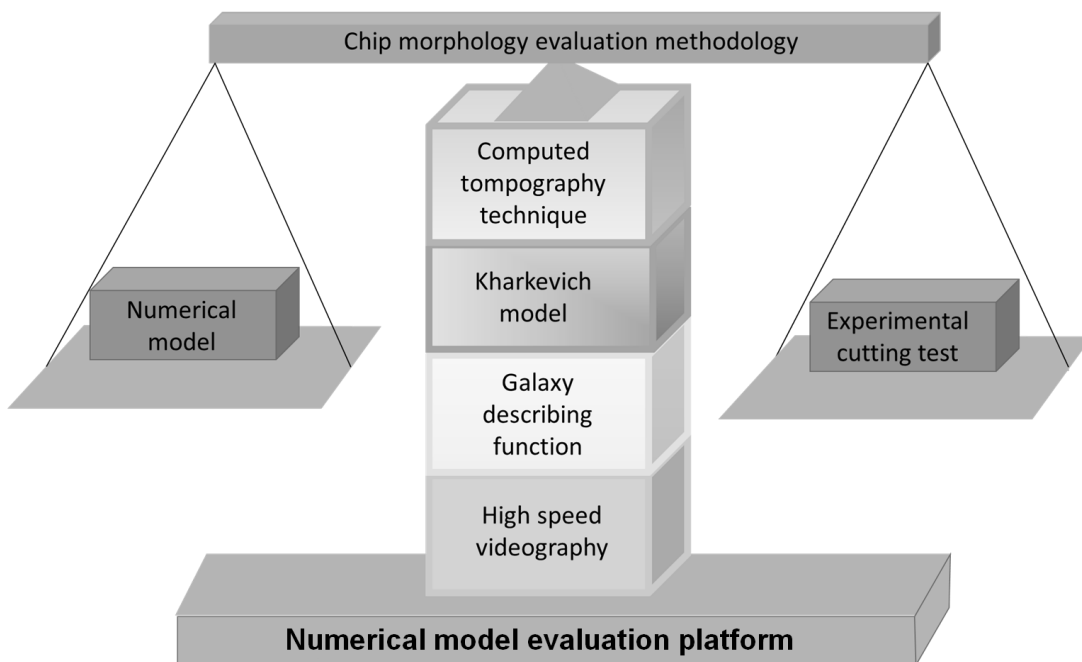 Chip morphology evaluation methodology
Computed
tompography
technique
Kharkevich
model
Numerical
model
Experimental
cutting test
Galaxy
describing
function
High speed
videography
Numerical model evaluation platform